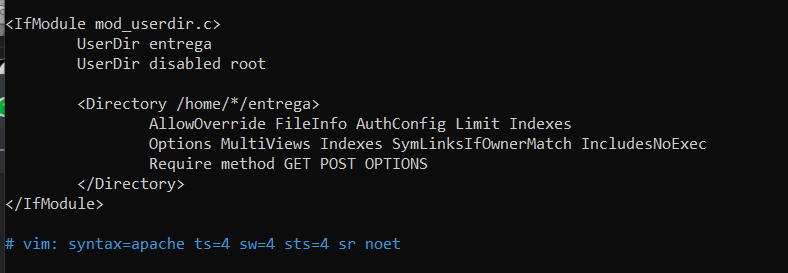 <IfModule mod_userdir.c>
UserDir entrega
UserDir disabled root
<Directory /home/*/entrega>
AllowOverride FileInfo AuthConfig Limit Indexes
Options MultiViews Indexes SymLinksIfOwnerMatch IncludesNoExec
Require method GET POST OPTIONS
</Directory>
</IfModule>
# vim: syntax=apache ts=4 sw=4 sts=4 sr noet